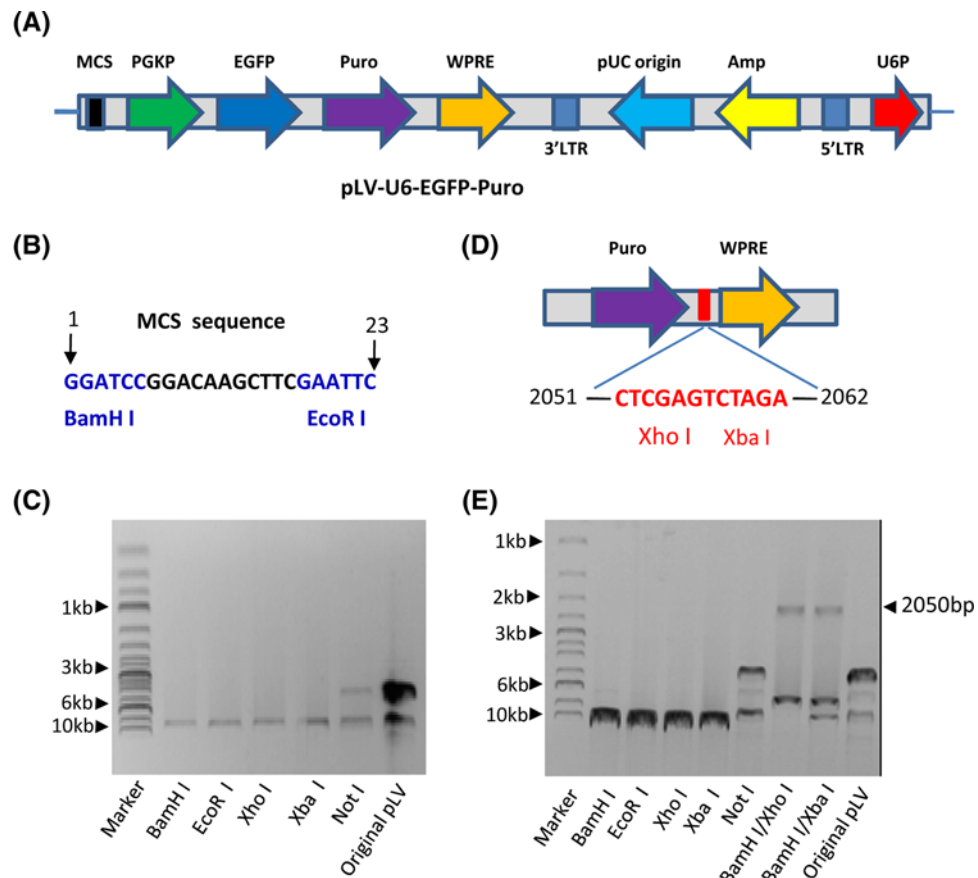 (A)
MCS PGKP EGFP Puro WPRE pUC origin Amp U6P
3'LTR 5'LTR
pLV-U6-EGFP-Puro
(B)
1 MCS sequence 23
GGATCCGGACAAGCTTCGAATTC
BamH I EcoR I
(D)
Puro WPRE
2051 CTCGAGTCTAGA 2062
Xho I Xba I
(C)
1kb
3kb
6kb
10kb
Marker
BamH I
EcoR I
Xho I
Xba I
Not I
Original pLV
(E)
1kb
2kb
3kb
6kb
10kb
2050bp
Marker
BamH I
EcoR I
Xho I
Xba I
Not I
BamH I/Xho I
BamH I/Xba I
Original pLV